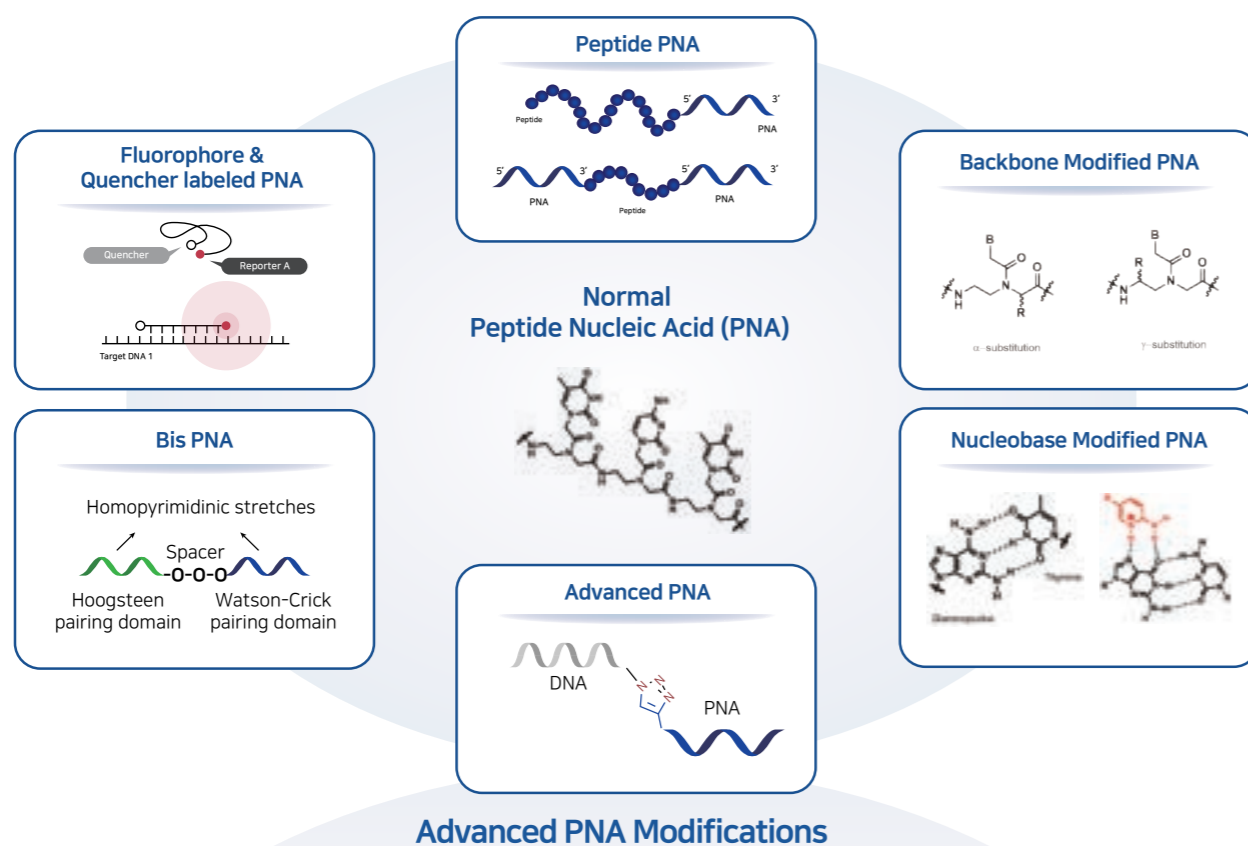 Peptide PNA
5’
3’
Peptide
PNA
5’
3’
5’
3’
PNA
Peptide
PNA
Fluorophore &
Quencher labeled PNA
Quencher
Reporter A
Target DNA 1
Backbone Modified PNA
B
O
O
N
N
H
R
α-substitution
B
R
O
O
N
N
H
γ-substitution
Normal
Peptide Nucleic Acid (PNA)
Bis PNA
Homopyrimidinic stretches
Spacer
-O-O-O-
Hoogsteen
pairing domain
Watson-Crick
pairing domain
Nucleobase Modified PNA
Thymine
Advanced PNA
DNA
N
N
N
PNA
Advanced PNA Modifications